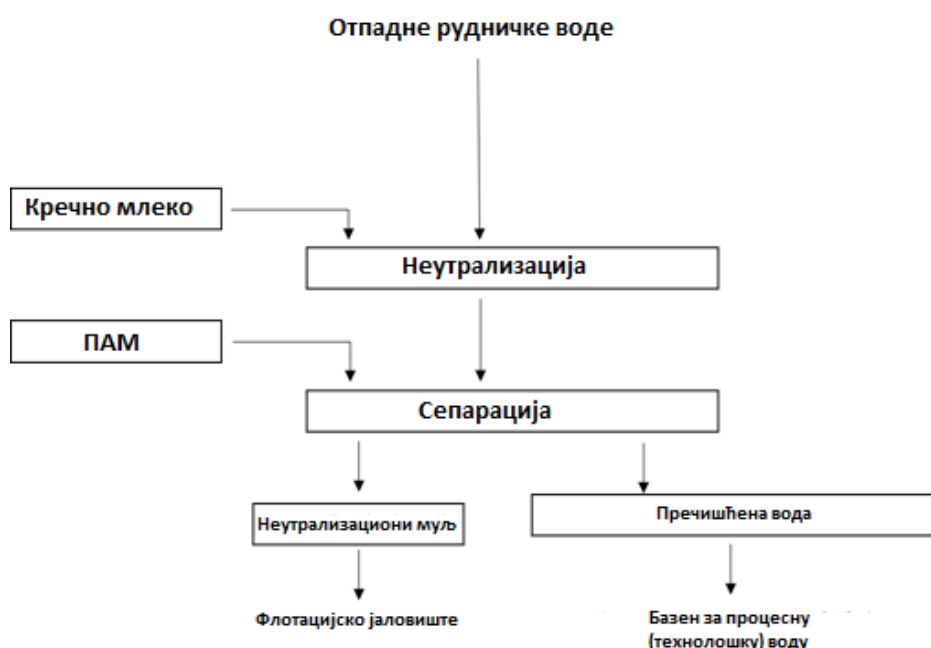 Отпадне рудничке воде
Кречно млеко
Неутрализација
ПАМ
Сепарација
Неутрализациони муљ
Пречишћена вода
Флотацијско јаловиште
Базен за процесну
(технолошку) воду